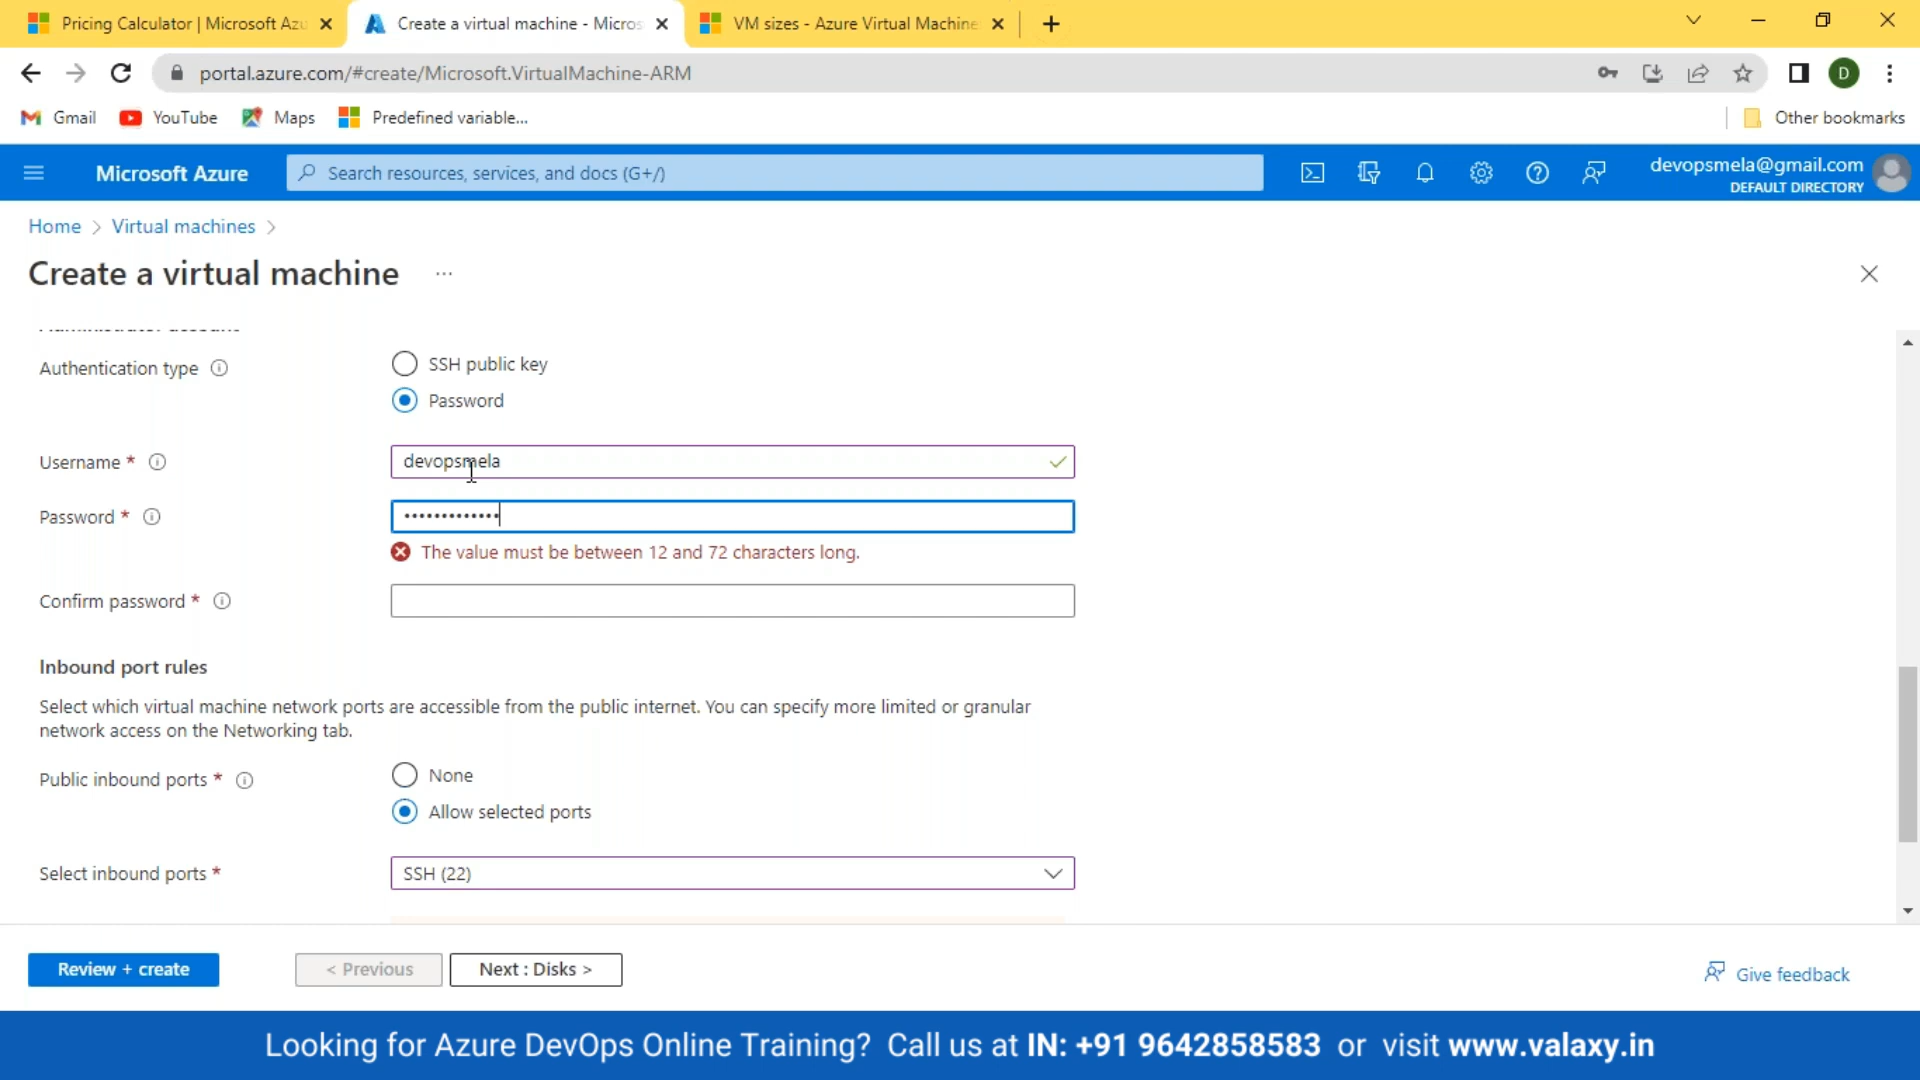 Pricing Calculator | Microsoft Azu
Create a virtual machine - Micros
VM sizes - Azure Virtual Machine
portal.azure.com/#create/Microsoft.VirtualMachine-ARM
D
Gmail
YouTube
Maps
Predefined variable...
Other bookmarks
Microsoft Azure
Search resources, services, and docs (G+/)
devopsmela@gmail.com
DEFAULT DIRECTORY
Home > Virtual machines >
Create a virtual machine ...
Authentication type
SSH public key
Password
Username *
devopsmela
Password *
•••••••••••••
The value must be between 12 and 72 characters long.
Confirm password *
Inbound port rules
Select which virtual machine network ports are accessible from the public internet. You can specify more limited or granular
network access on the Networking tab.
Public inbound ports *
None
Allow selected ports
Select inbound ports *
SSH (22)
Review + create
< Previous
Next : Disks >
Give feedback
Looking for Azure DevOps Online Training? Call us at IN: +91 9642858583 or visit www.valaxy.in